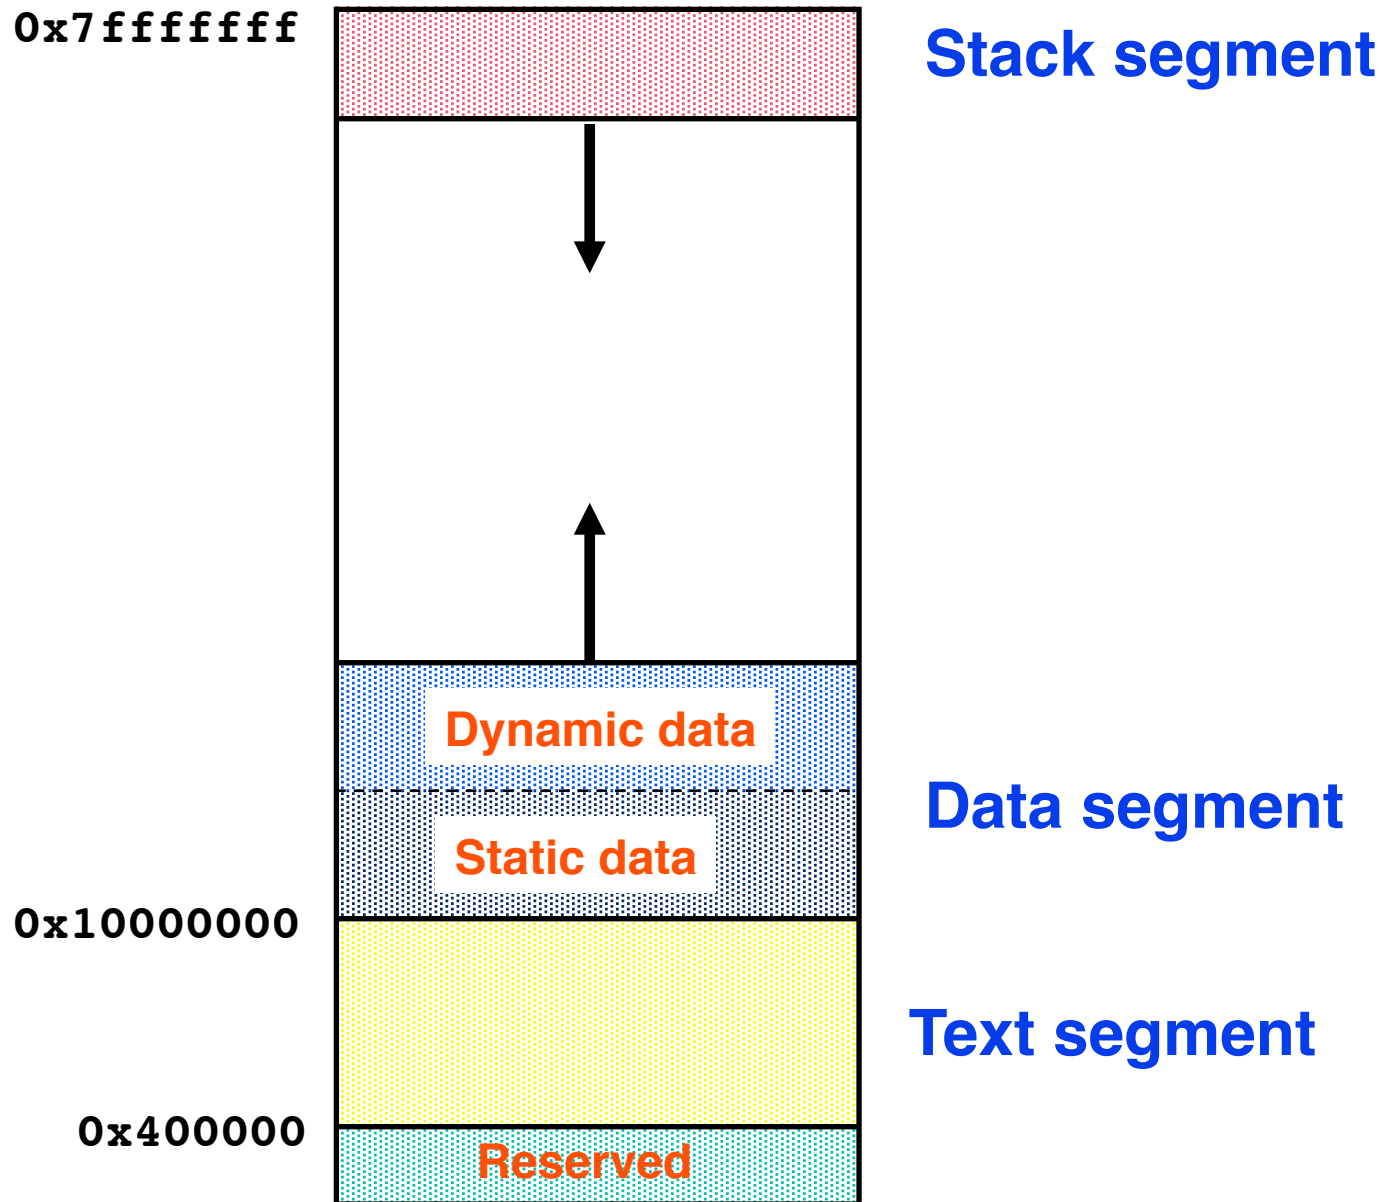 0x7fffffff
Stack segment
Dynamic data
Data segment
Static data
0x10000000
Text segment
0x400000
Reserved